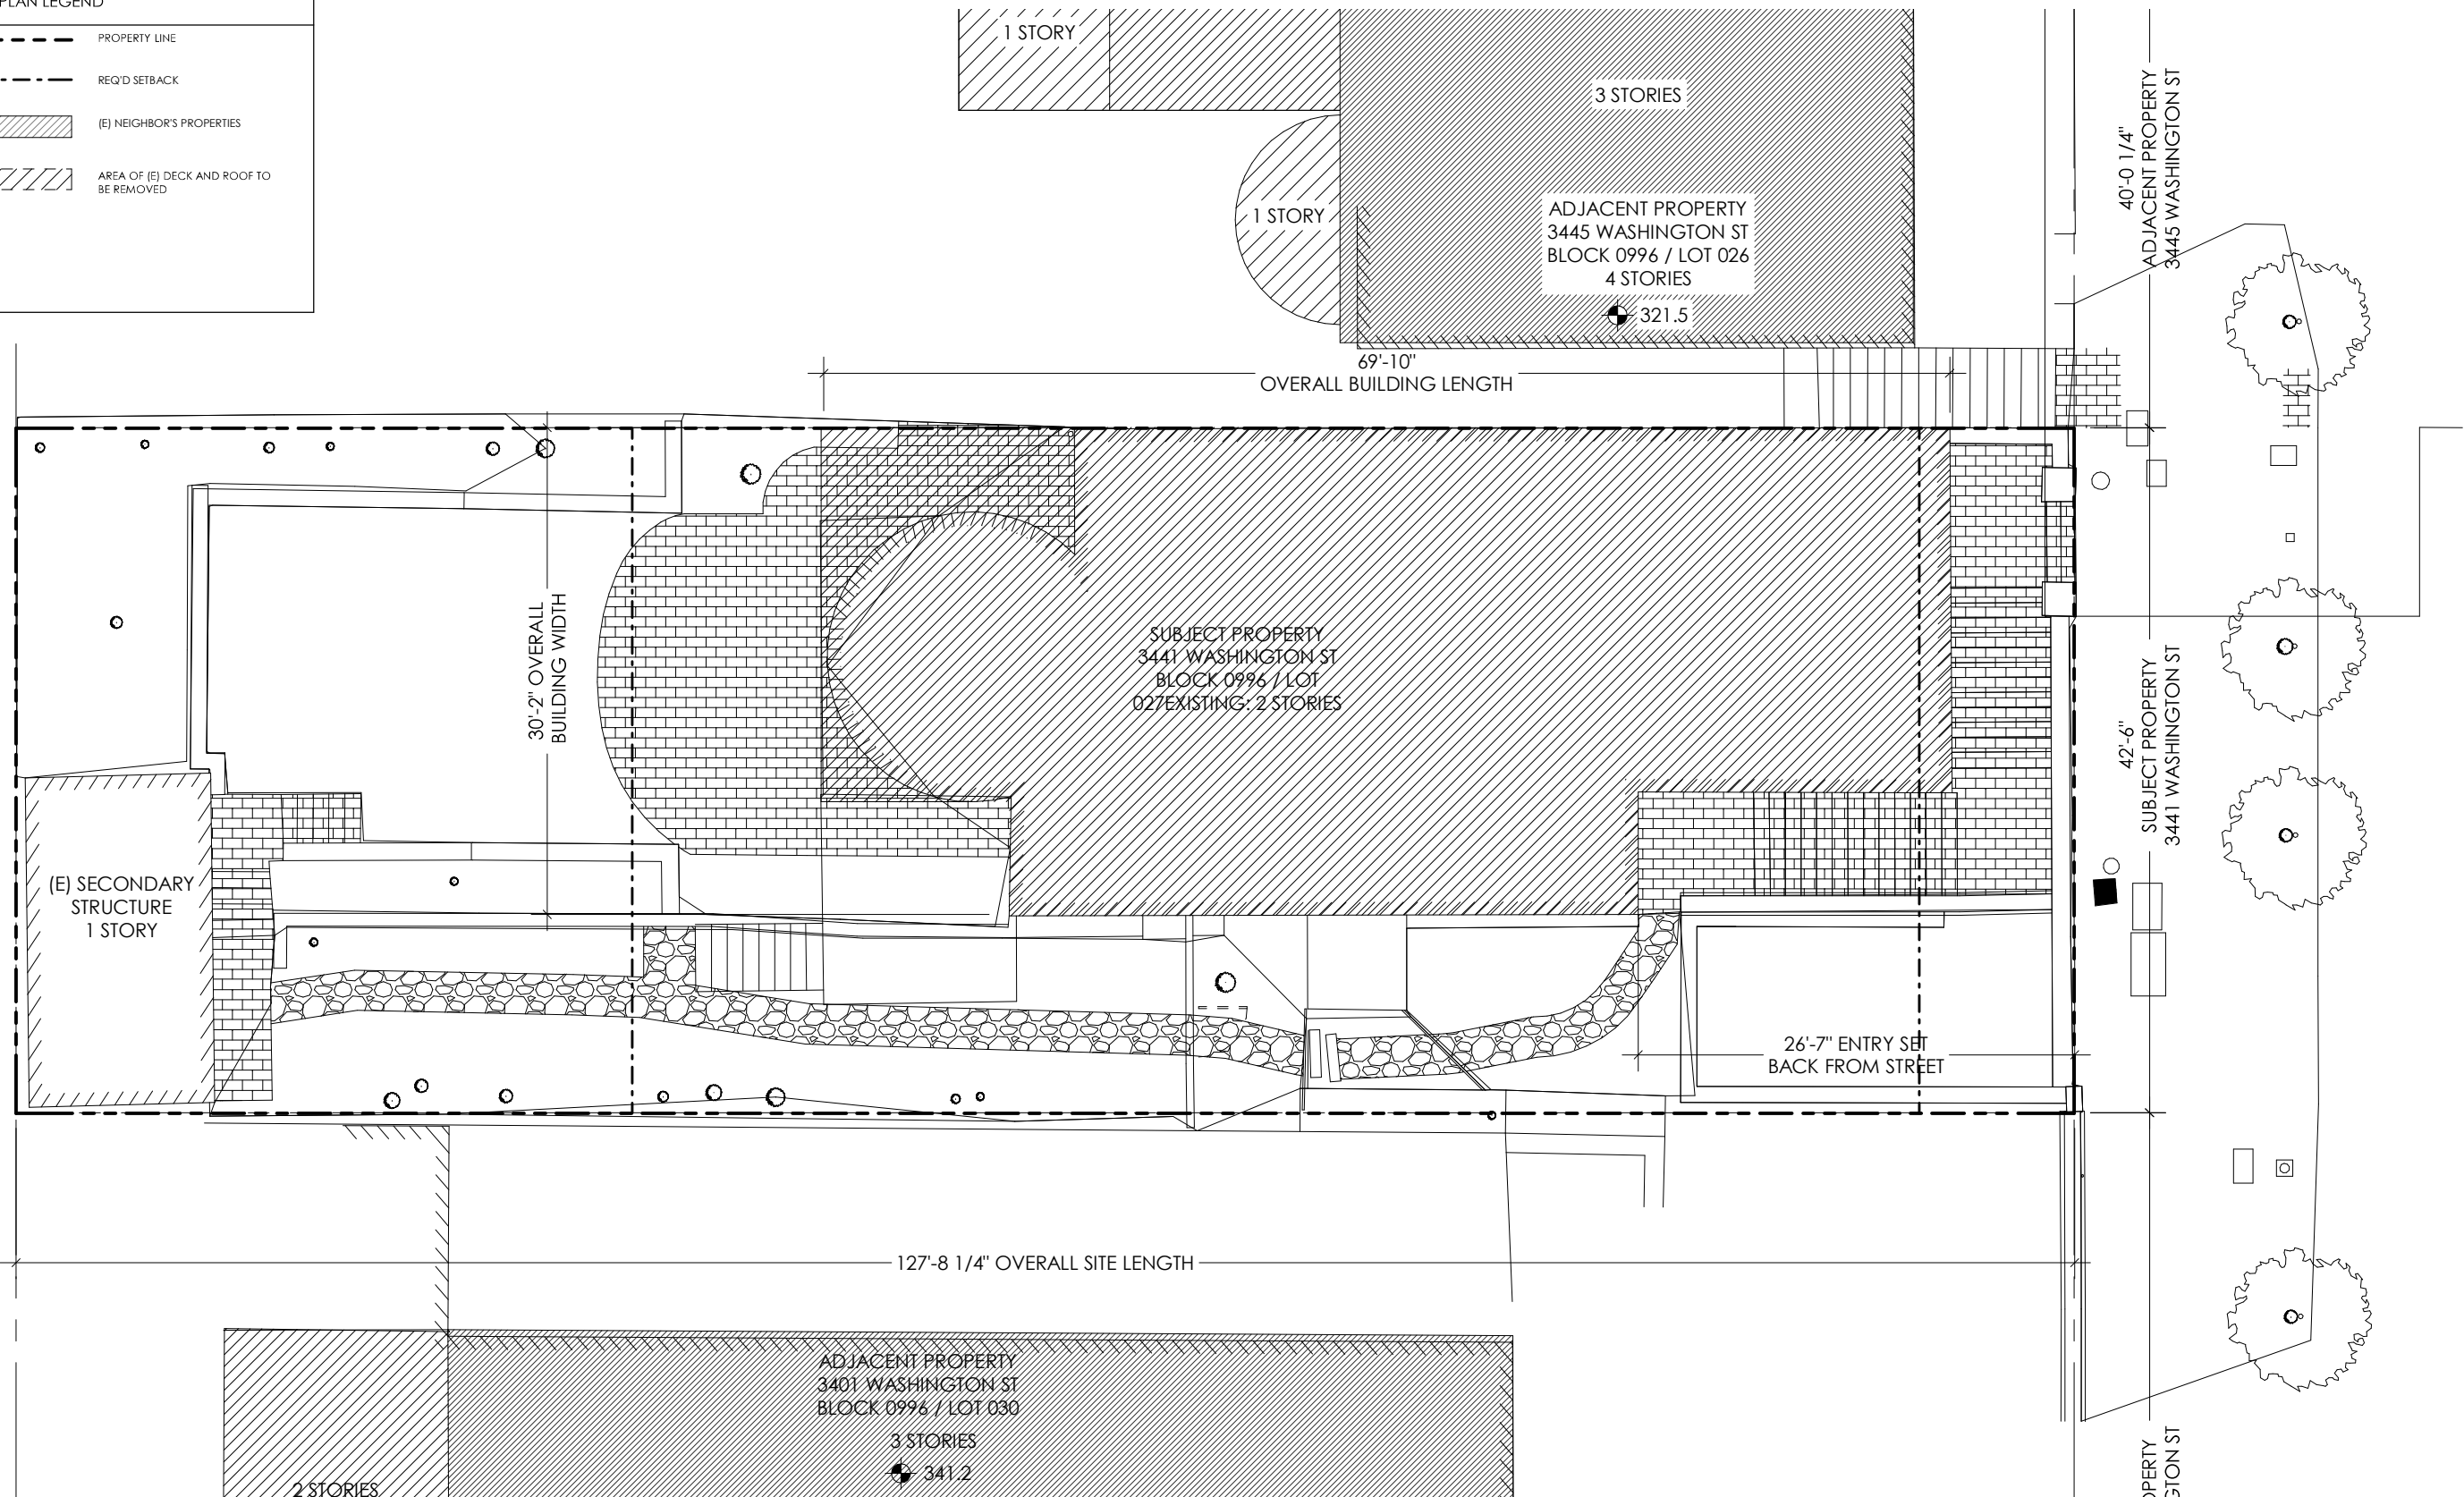 PLAN LEGEND
PROPERTY LINE
REQ'D SETBACK
(E) NEIGHBOR'S PROPERTIES
AREA OF (E) DECK AND ROOF TO
BE REMOVED
1 STORY
3 STORIES
1 STORY
ADJACENT PROPERTY
3445 WASHINGTON ST
BLOCK 0996 / LOT 026
4 STORIES
321.5
40'-0 1/4"
ADJACENT PROPERTY
3445 WASHINGTON ST
69'-10"
OVERALL BUILDING LENGTH
30'-2" OVERALL
BUILDING WIDTH
SUBJECT PROPERTY
3441 WASHINGTON ST
BLOCK 0996 / LOT
027EXISTING: 2 STORIES
42'-6"
SUBJECT PROPERTY
3441 WASHINGTON ST
(E) SECONDARY
STRUCTURE
1 STORY
26'-7" ENTRY SET
BACK FROM STREET
127'-8 1/4" OVERALL SITE LENGTH
ADJACENT PROPERTY
3401 WASHINGTON ST
BLOCK 0996 / LOT 030
3 STORIES
341.2
2 STORIES
OPERTY
GTON ST